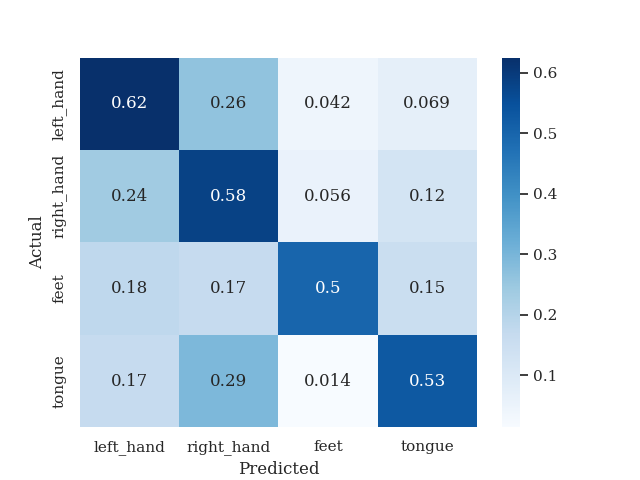 left_hand 0.62 0.26 0.042 0.069
right_hand 0.24 0.58 0.056 0.12
feet 0.18 0.17 0.5 0.15
tongue 0.17 0.29 0.014 0.53
Actual
left_hand right_hand feet tongue
Predicted
0.6
0.5
0.4
0.3
0.2
0.1